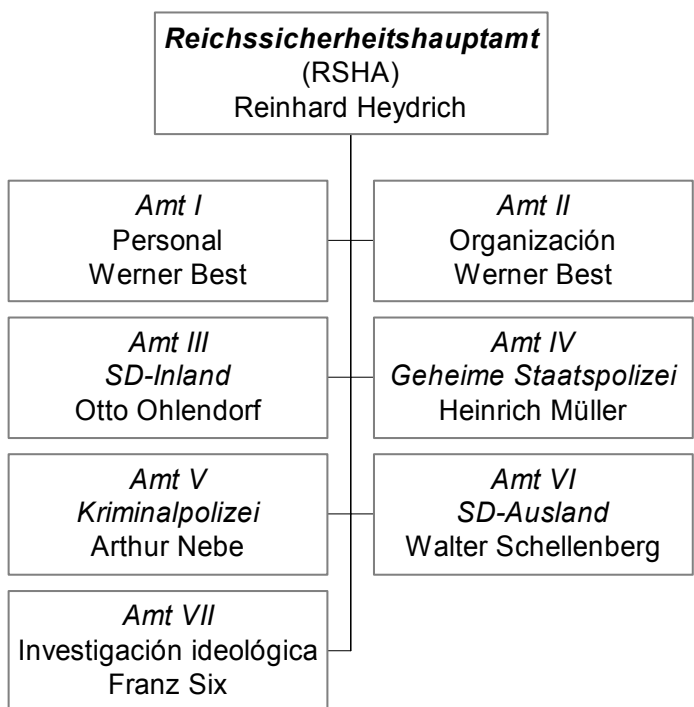 Reichssicherheitshauptamt
(RSHA)
Reinhard Heydrich
Amt I
Personal
Werner Best
Amt II
Organización
Werner Best
Amt III
SD-Inland
Otto Ohlendorf
Amt IV
Geheime Staatspolizei
Heinrich Müller
Amt V
Kriminalpolizei
Arthur Nebe
Amt VI
SD-Ausland
Walter Schellenberg
Amt VII
Investigación ideológica
Franz Six